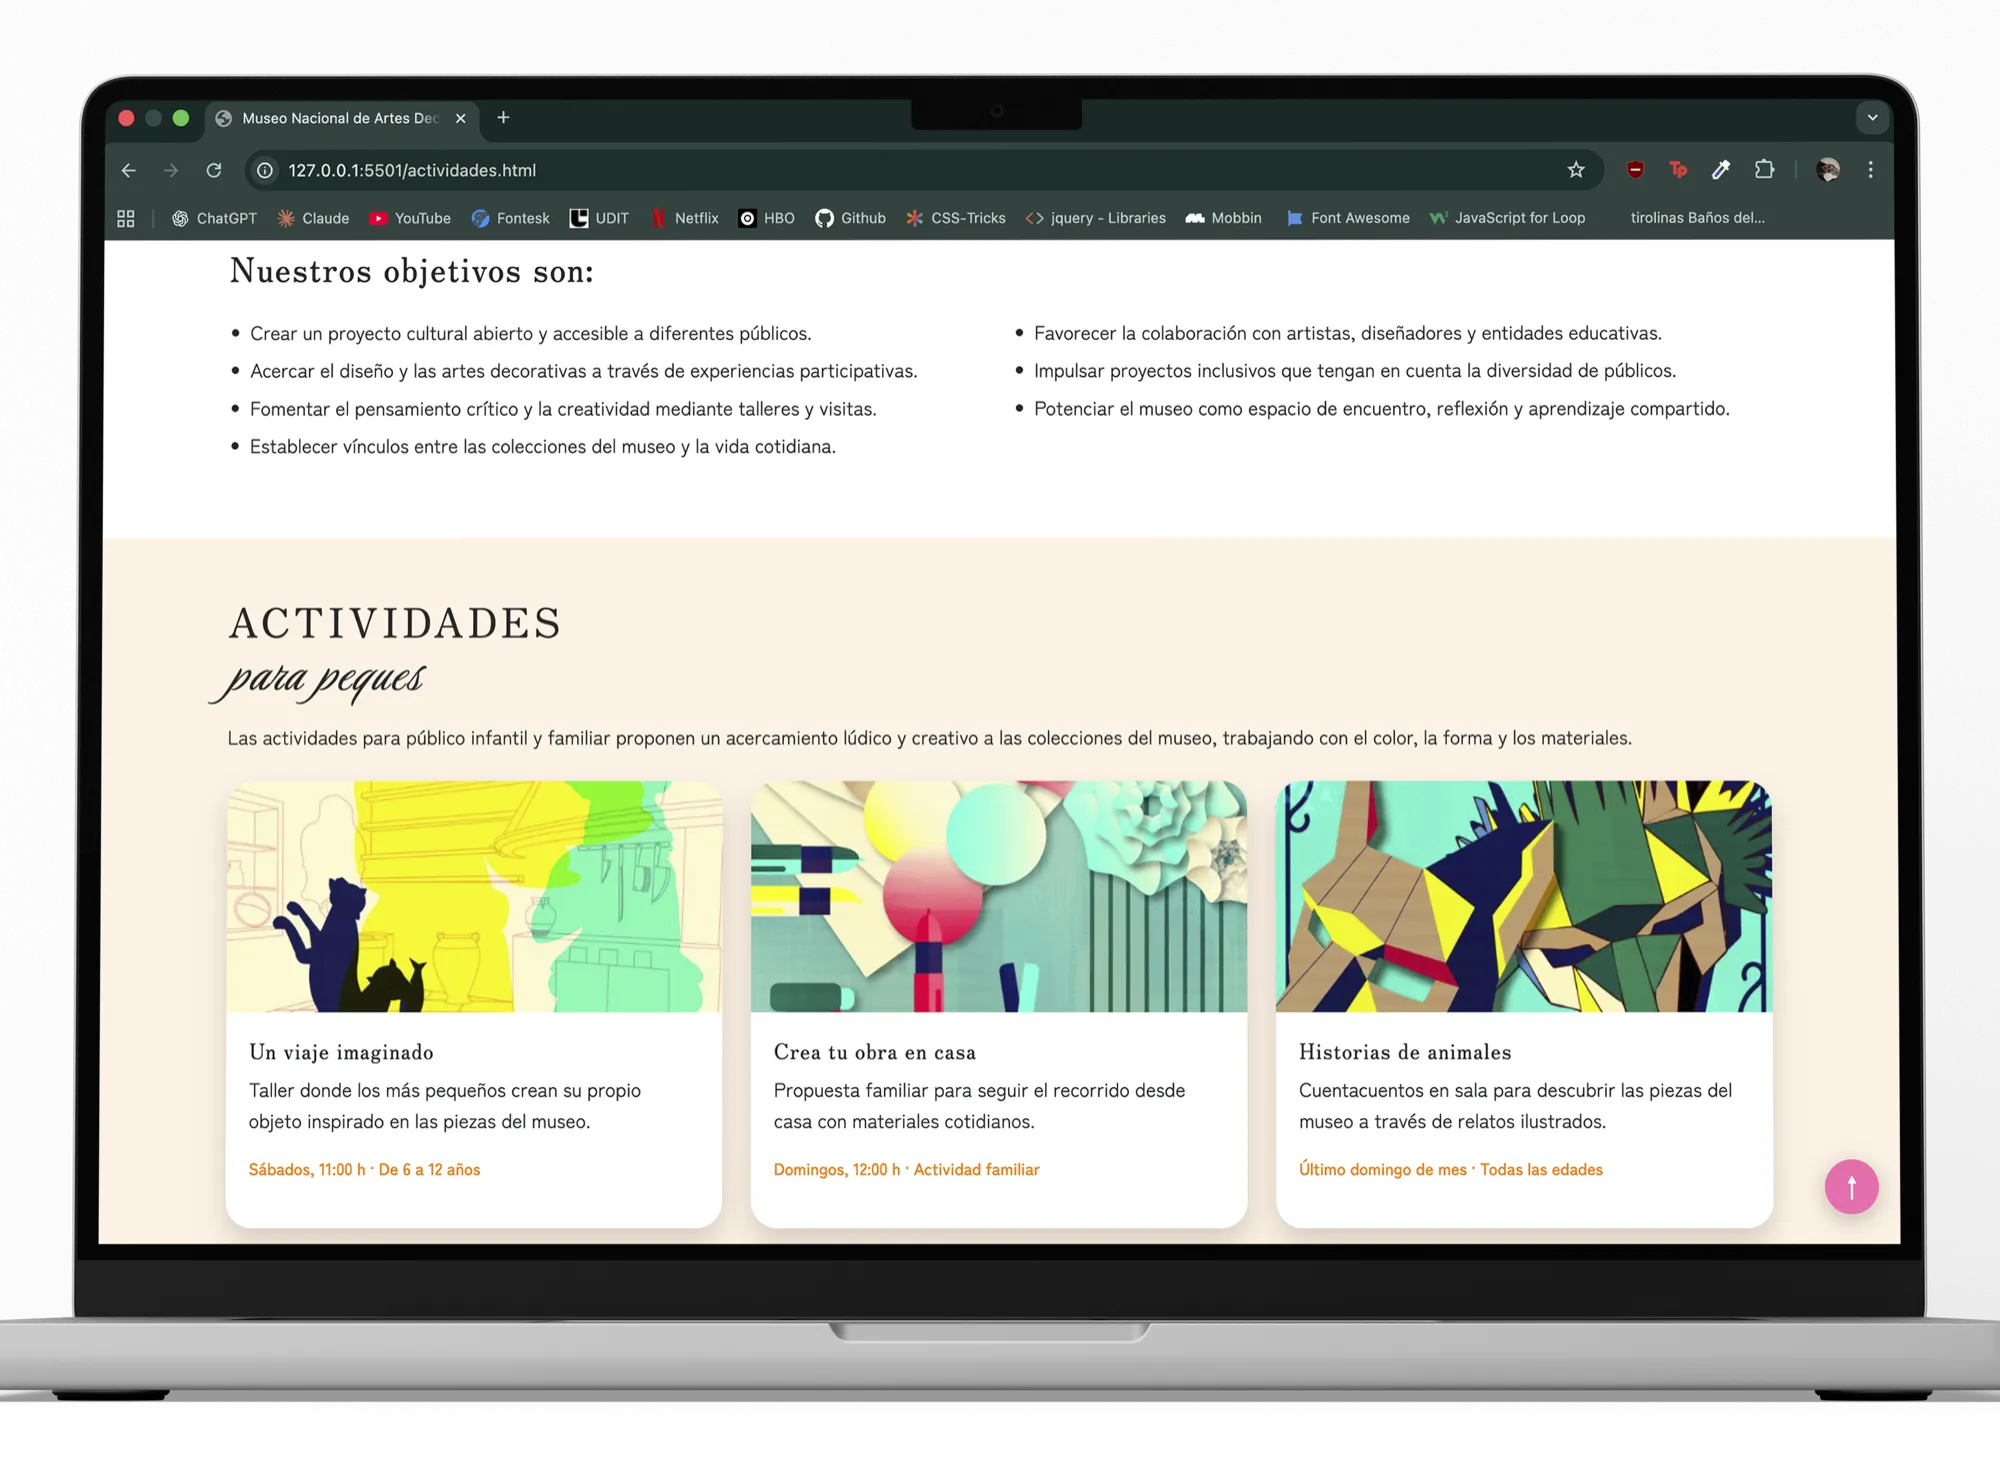 Museo Nacional de Artes Dec
127.0.0.1:5501/actividades.html
ChatGPT Claude YouTube Fontesk UDIT Netflix HBO Github CSS-Tricks jquery - Libraries Mobbin Font Awesome JavaScript for Loop tirolinas Baños del...
Nuestros objetivos son:
• Crear un proyecto cultural abierto y accesible a diferentes públicos.
• Acercar el diseño y las artes decorativas a través de experiencias participativas.
• Fomentar el pensamiento crítico y la creatividad mediante talleres y visitas.
• Establecer vínculos entre las colecciones del museo y la vida cotidiana.
• Favorecer la colaboración con artistas, diseñadores y entidades educativas.
• Impulsar proyectos inclusivos que tengan en cuenta la diversidad de públicos.
• Potenciar el museo como espacio de encuentro, reflexión y aprendizaje compartido.
ACTIVIDADES
para peques
Las actividades para público infantil y familiar proponen un acercamiento lúdico y creativo a las colecciones del museo, trabajando con el color, la forma y los materiales.
Un viaje imaginado
Taller donde los más pequeños crean su propio
objeto inspirado en las piezas del museo.
Sábados, 11:00 h · De 6 a 12 años
Crea tu obra en casa
Propuesta familiar para seguir el recorrido desde
casa con materiales cotidianos.
Domingos, 12:00 h · Actividad familiar
Historias de animales
Cuentacuentos en sala para descubrir las piezas del
museo a través de relatos ilustrados.
Último domingo de mes · Todas las edades